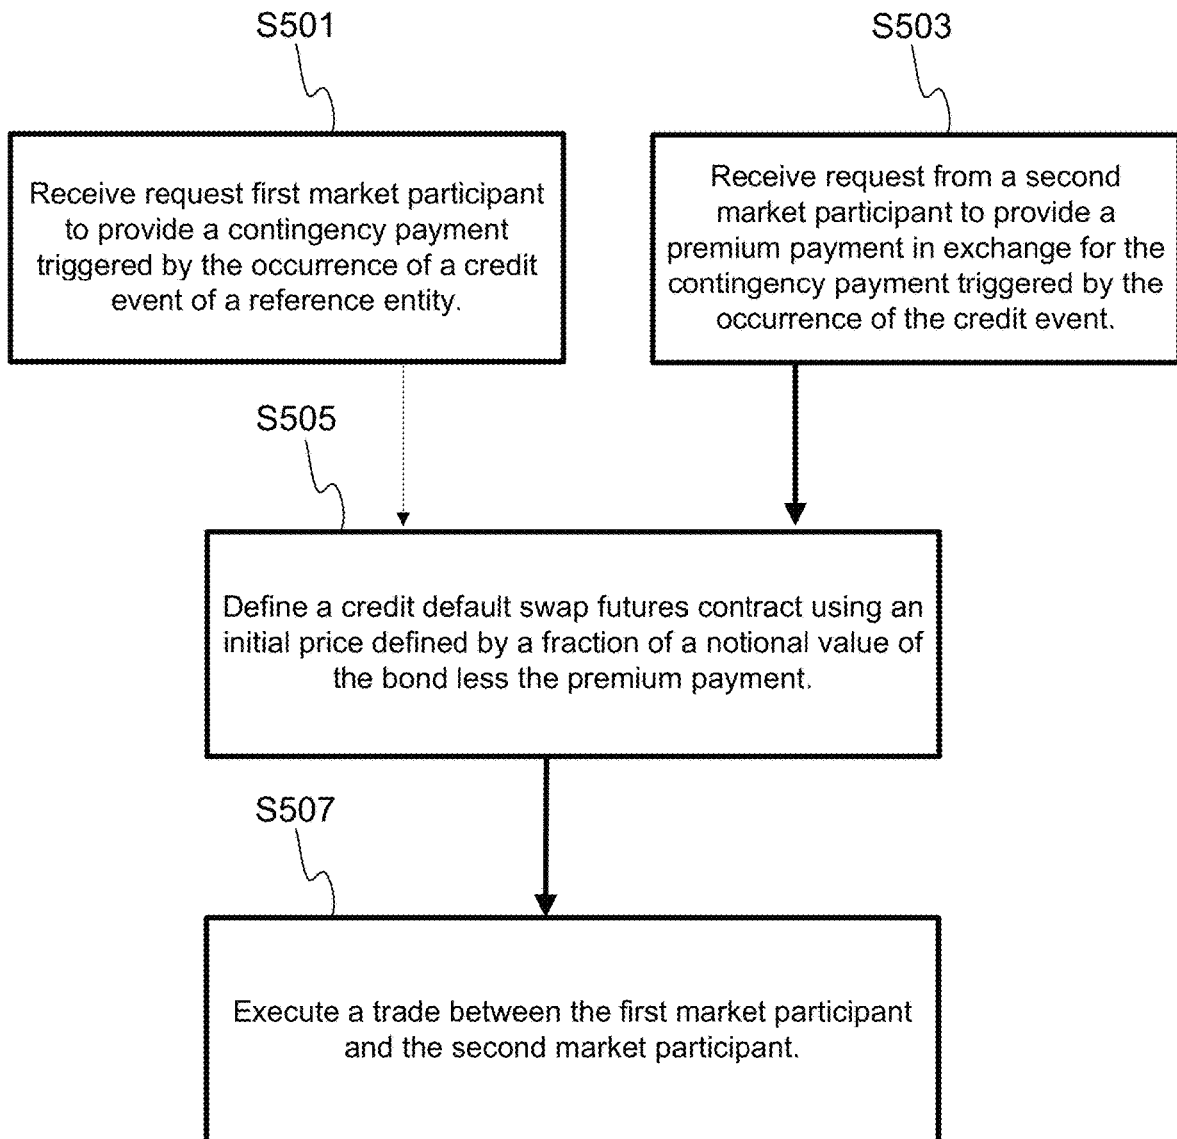 S501
Receive request first market participant
to provide a contingency payment
triggered by the occurrence of a credit
event of a reference entity.
S503
Receive request from a second
market participant to provide a
premium payment in exchange for the
contingency payment triggered by the
occurrence of the credit event.
S505
Define a credit default swap futures contract using an
initial price defined by a fraction of a notional value of
the bond less the premium payment.
S507
Execute a trade between the first market participant
and the second market participant.